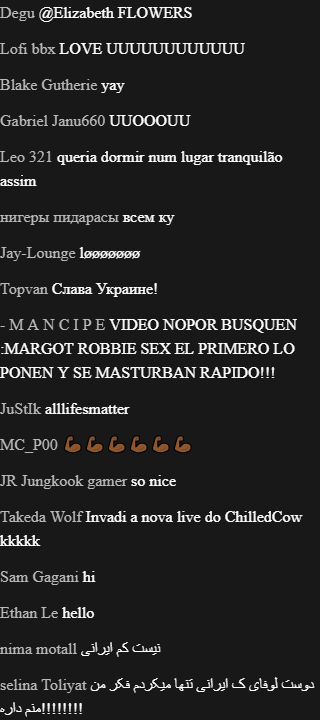 Degu @Elizabeth FLOWERS
Lofi bbx LOVE UUUUUUUUUUUU
Blake Gutherie yay
Gabriel Janu660 UUOOOUU
Leo 321 queria dormir num lugar tranquilão
assim
нигеры пидарасы всем ку
Jay-Lounge løøøøøøø
Topvan Слава Украине!
- M A N C I P E VIDEO NOPOR BUSQUEN
:MARGOT ROBBIE SEX EL PRIMERO LO
PONEN Y SE MASTURBAN RAPIDO!!!
JuStIk alllifesmatter
MC_P00 💪🏾💪🏾💪🏾💪🏾💪🏾💪🏾
JR Jungkook gamer so nice
Takeda Wolf Invadi a nova live do ChilledCow
kkkkk
Sam Gagani hi
Ethan Le hello
nima motall نیست کم ایرانی
selina Toliyat دوست لوفای ک ایرانی تنها میکردم فکر من
منم داره!!!!!!!!